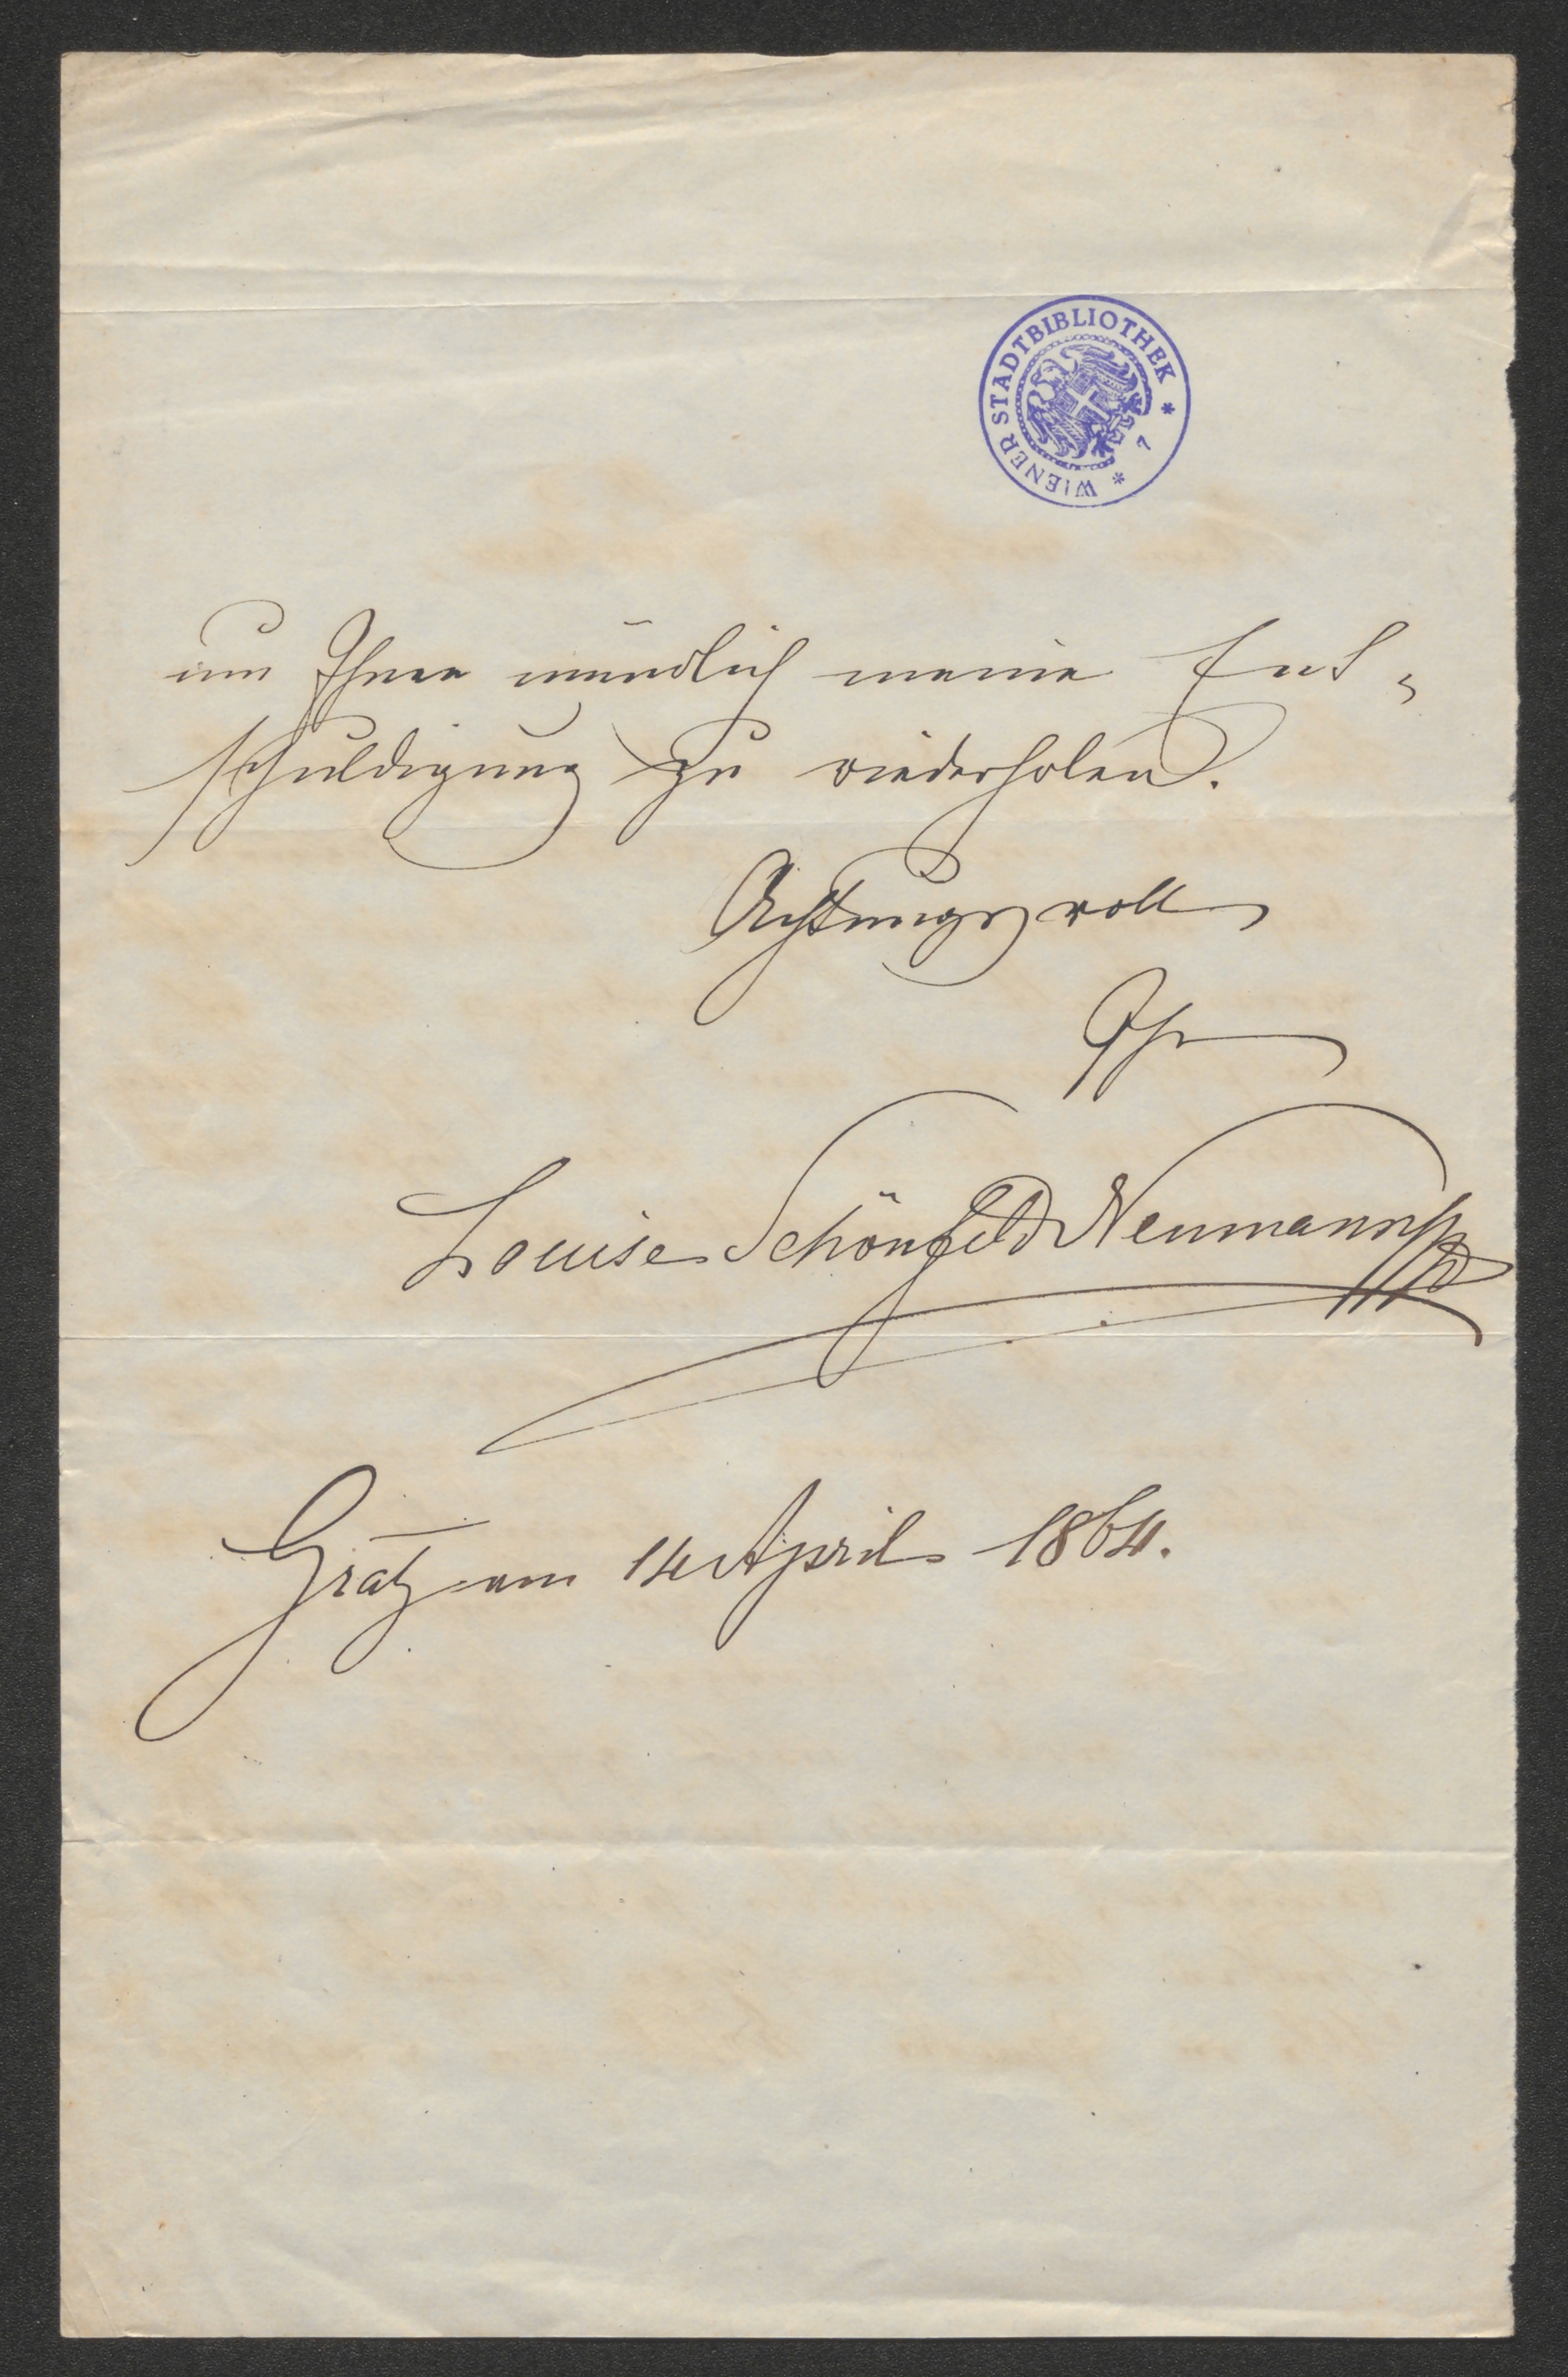 WIENER STADTBIBLIOTHEK * 7 *
um Ihnen mündlich meine Ent-
schuldigung zu wiederholen.
Achtungsvoll
Ihre
Louise Schönfeld Neumann
Gratz am 14 April 1864.